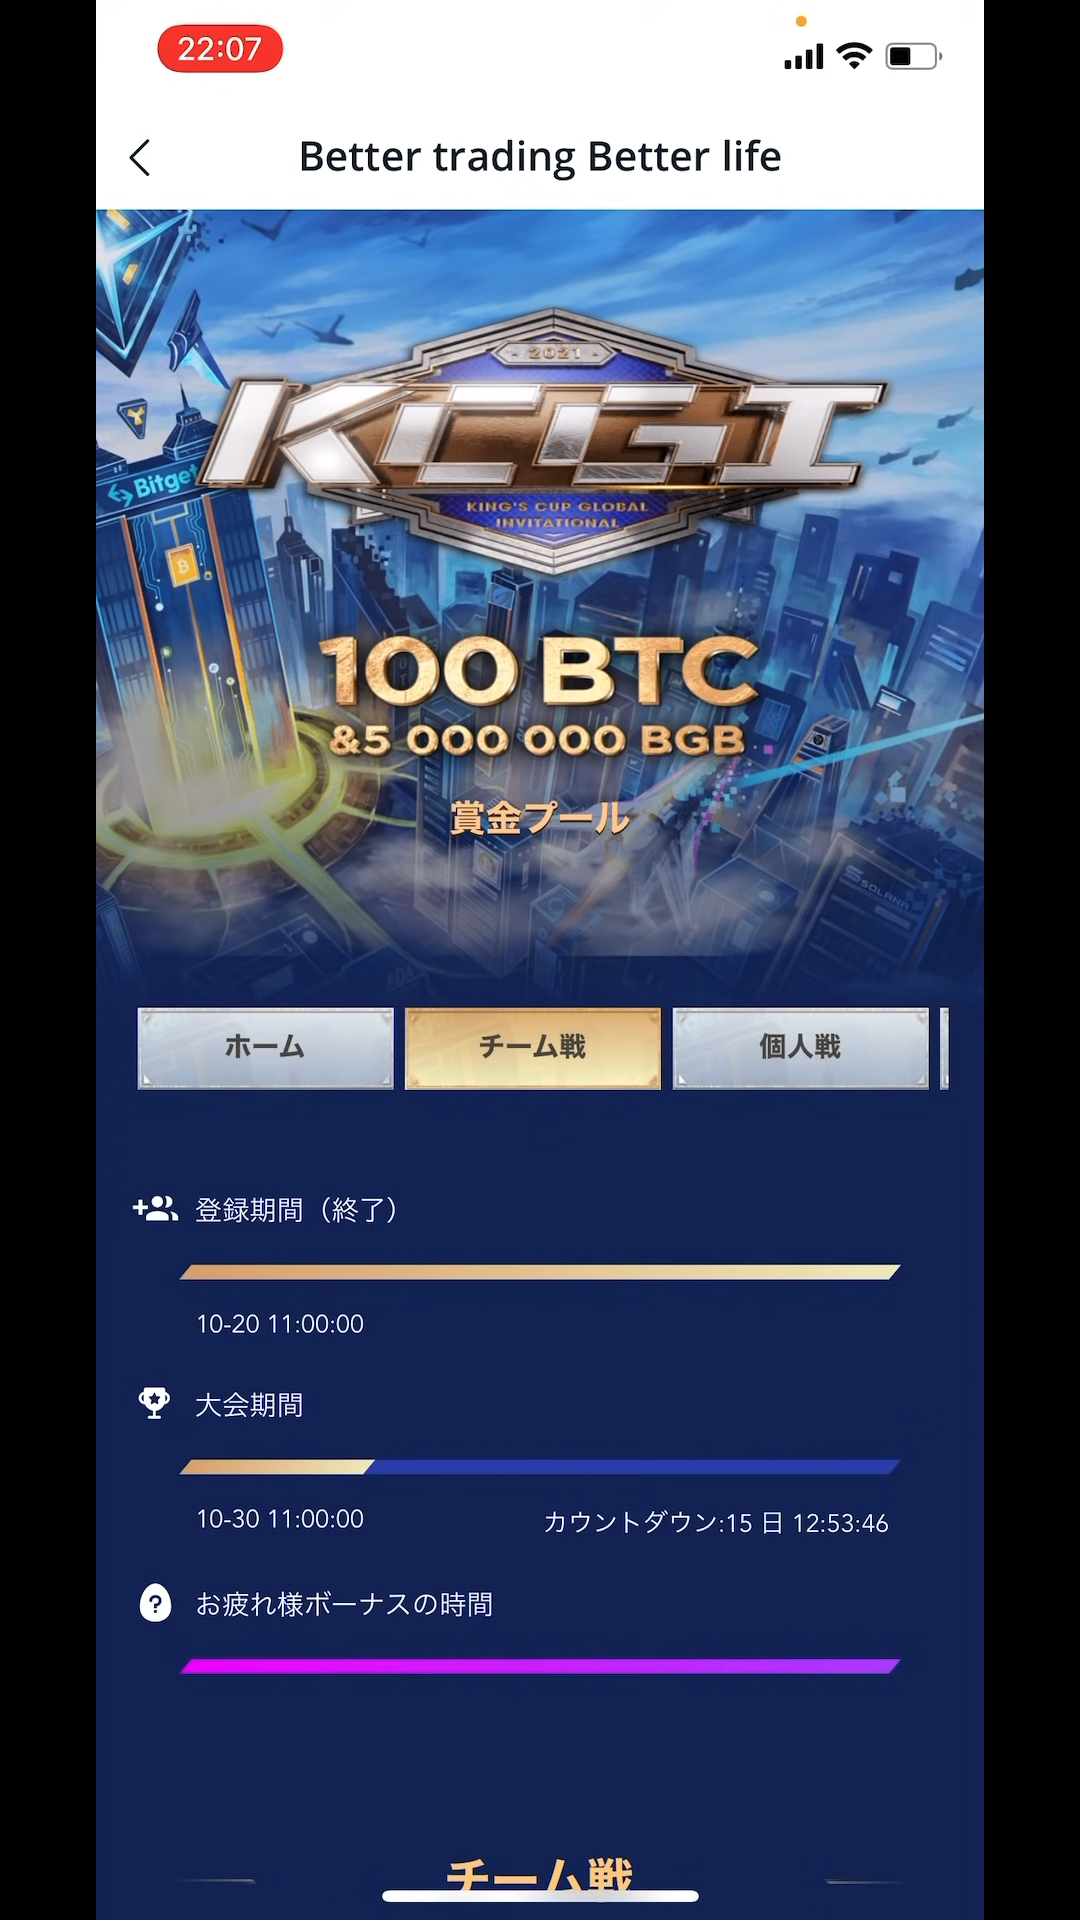 22:07
Better trading Better life
2021
KCGI
Bitget
KING'S CUP GLOBAL
INVITATIONAL
100 BTC
&5 000 000 BGB
賞金プール
SOLANA
ホーム
チーム戦
個人戦
登録期間（終了）
10-20 11:00:00
大会期間
10-30 11:00:00
カウントダウン:15 日 12:53:46
お疲れ様ボーナスの時間
チーム戦